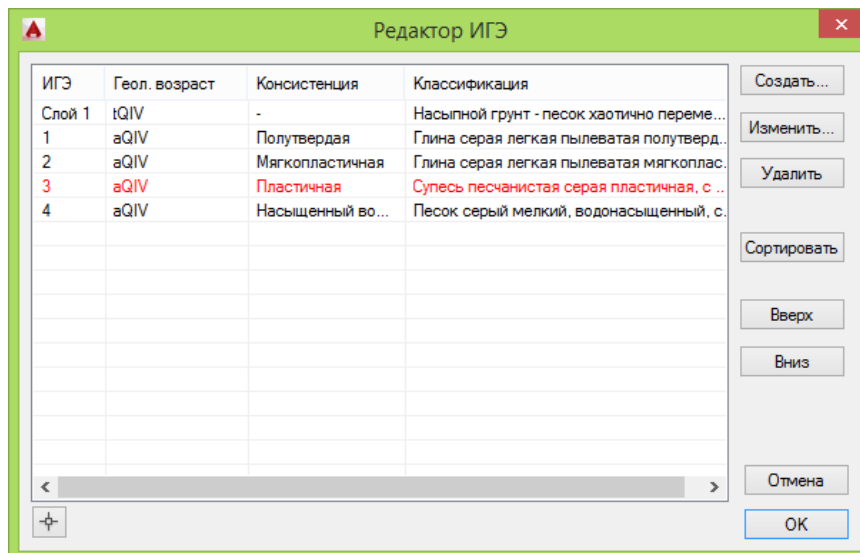 Редактор ИГЭ
ИГЭ Геол. возраст Консистенция Классификация
Слой 1 tQIV - Насыпной грунт - песок хаотично переме...
1 aQIV Полутвердая Глина серая легкая пылеватая полутверд...
2 aQIV Мягкопластичная Глина серая легкая пылеватая мягкоплас...
3 aQIV Пластичная Супесь песчанистая серая пластичная, с ...
4 aQIV Насыщенный во... Песок серый мелкий, водонасыщенный, с...
Создать...
Изменить...
Удалить
Сортировать
Вверх
Вниз
Отмена
OK